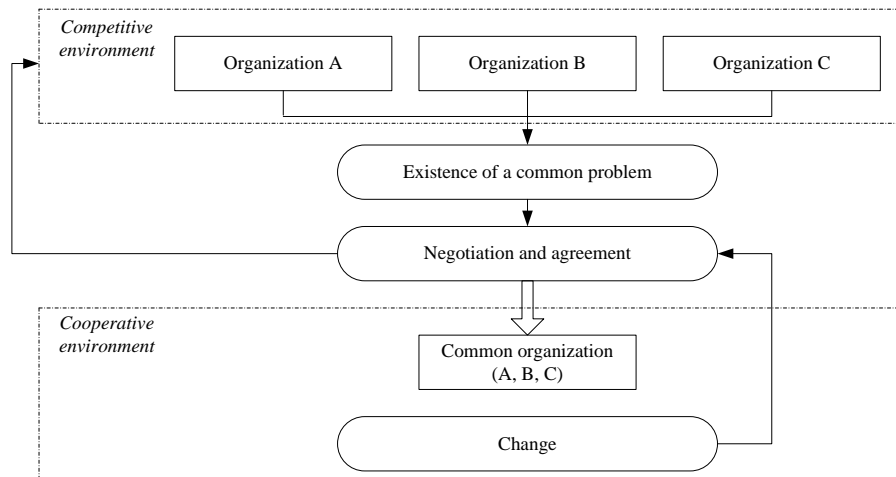 Competitive
environment
Organization A
Organization B
Organization C
Existence of a common problem
Negotiation and agreement
Cooperative
environment
Common organization
(A, B, C)
Change